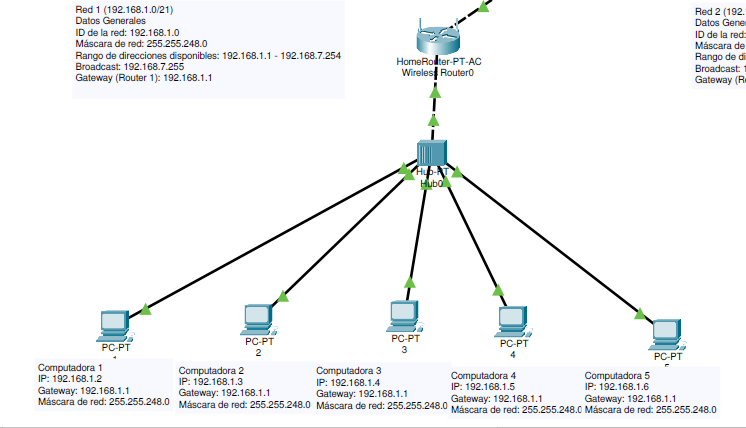 Red 1 (192.168.1.0/21)
Datos Generales
ID de la red: 192.168.1.0
Máscara de red: 255.255.248.0
Rango de direcciones disponibles: 192.168.1.1 - 192.168.7.254
Broadcast: 192.168.7.255
Gateway (Router 1): 192.168.1.1
Red 2 (192.
Datos Gener
ID de la red:
Máscara de
Rango de di
Broadcast: 1
Gateway (Ro
HomeRouter-PT-AC
Wireless Router0
Hub-PT
Hub0
PC-PT
PC-PT
2
PC-PT
3
PC-PT
4
PC-PT
Computadora 1
IP: 192.168.1.2
Gateway: 192.168.1.1
Máscara de red: 255.255.248.0
Computadora 2
IP: 192.168.1.3
Gateway: 192.168.1.1
Máscara de red: 255.255.248.0
Computadora 3
IP: 192.168.1.4
Gateway: 192.168.1.1
Máscara de red: 255.255.248.0
Computadora 4
IP: 192.168.1.5
Gateway: 192.168.1.1
Máscara de red: 255.255.248.0
Computadora 5
IP: 192.168.1.6
Gateway: 192.168.1.1
Máscara de red: 255.255.248.0